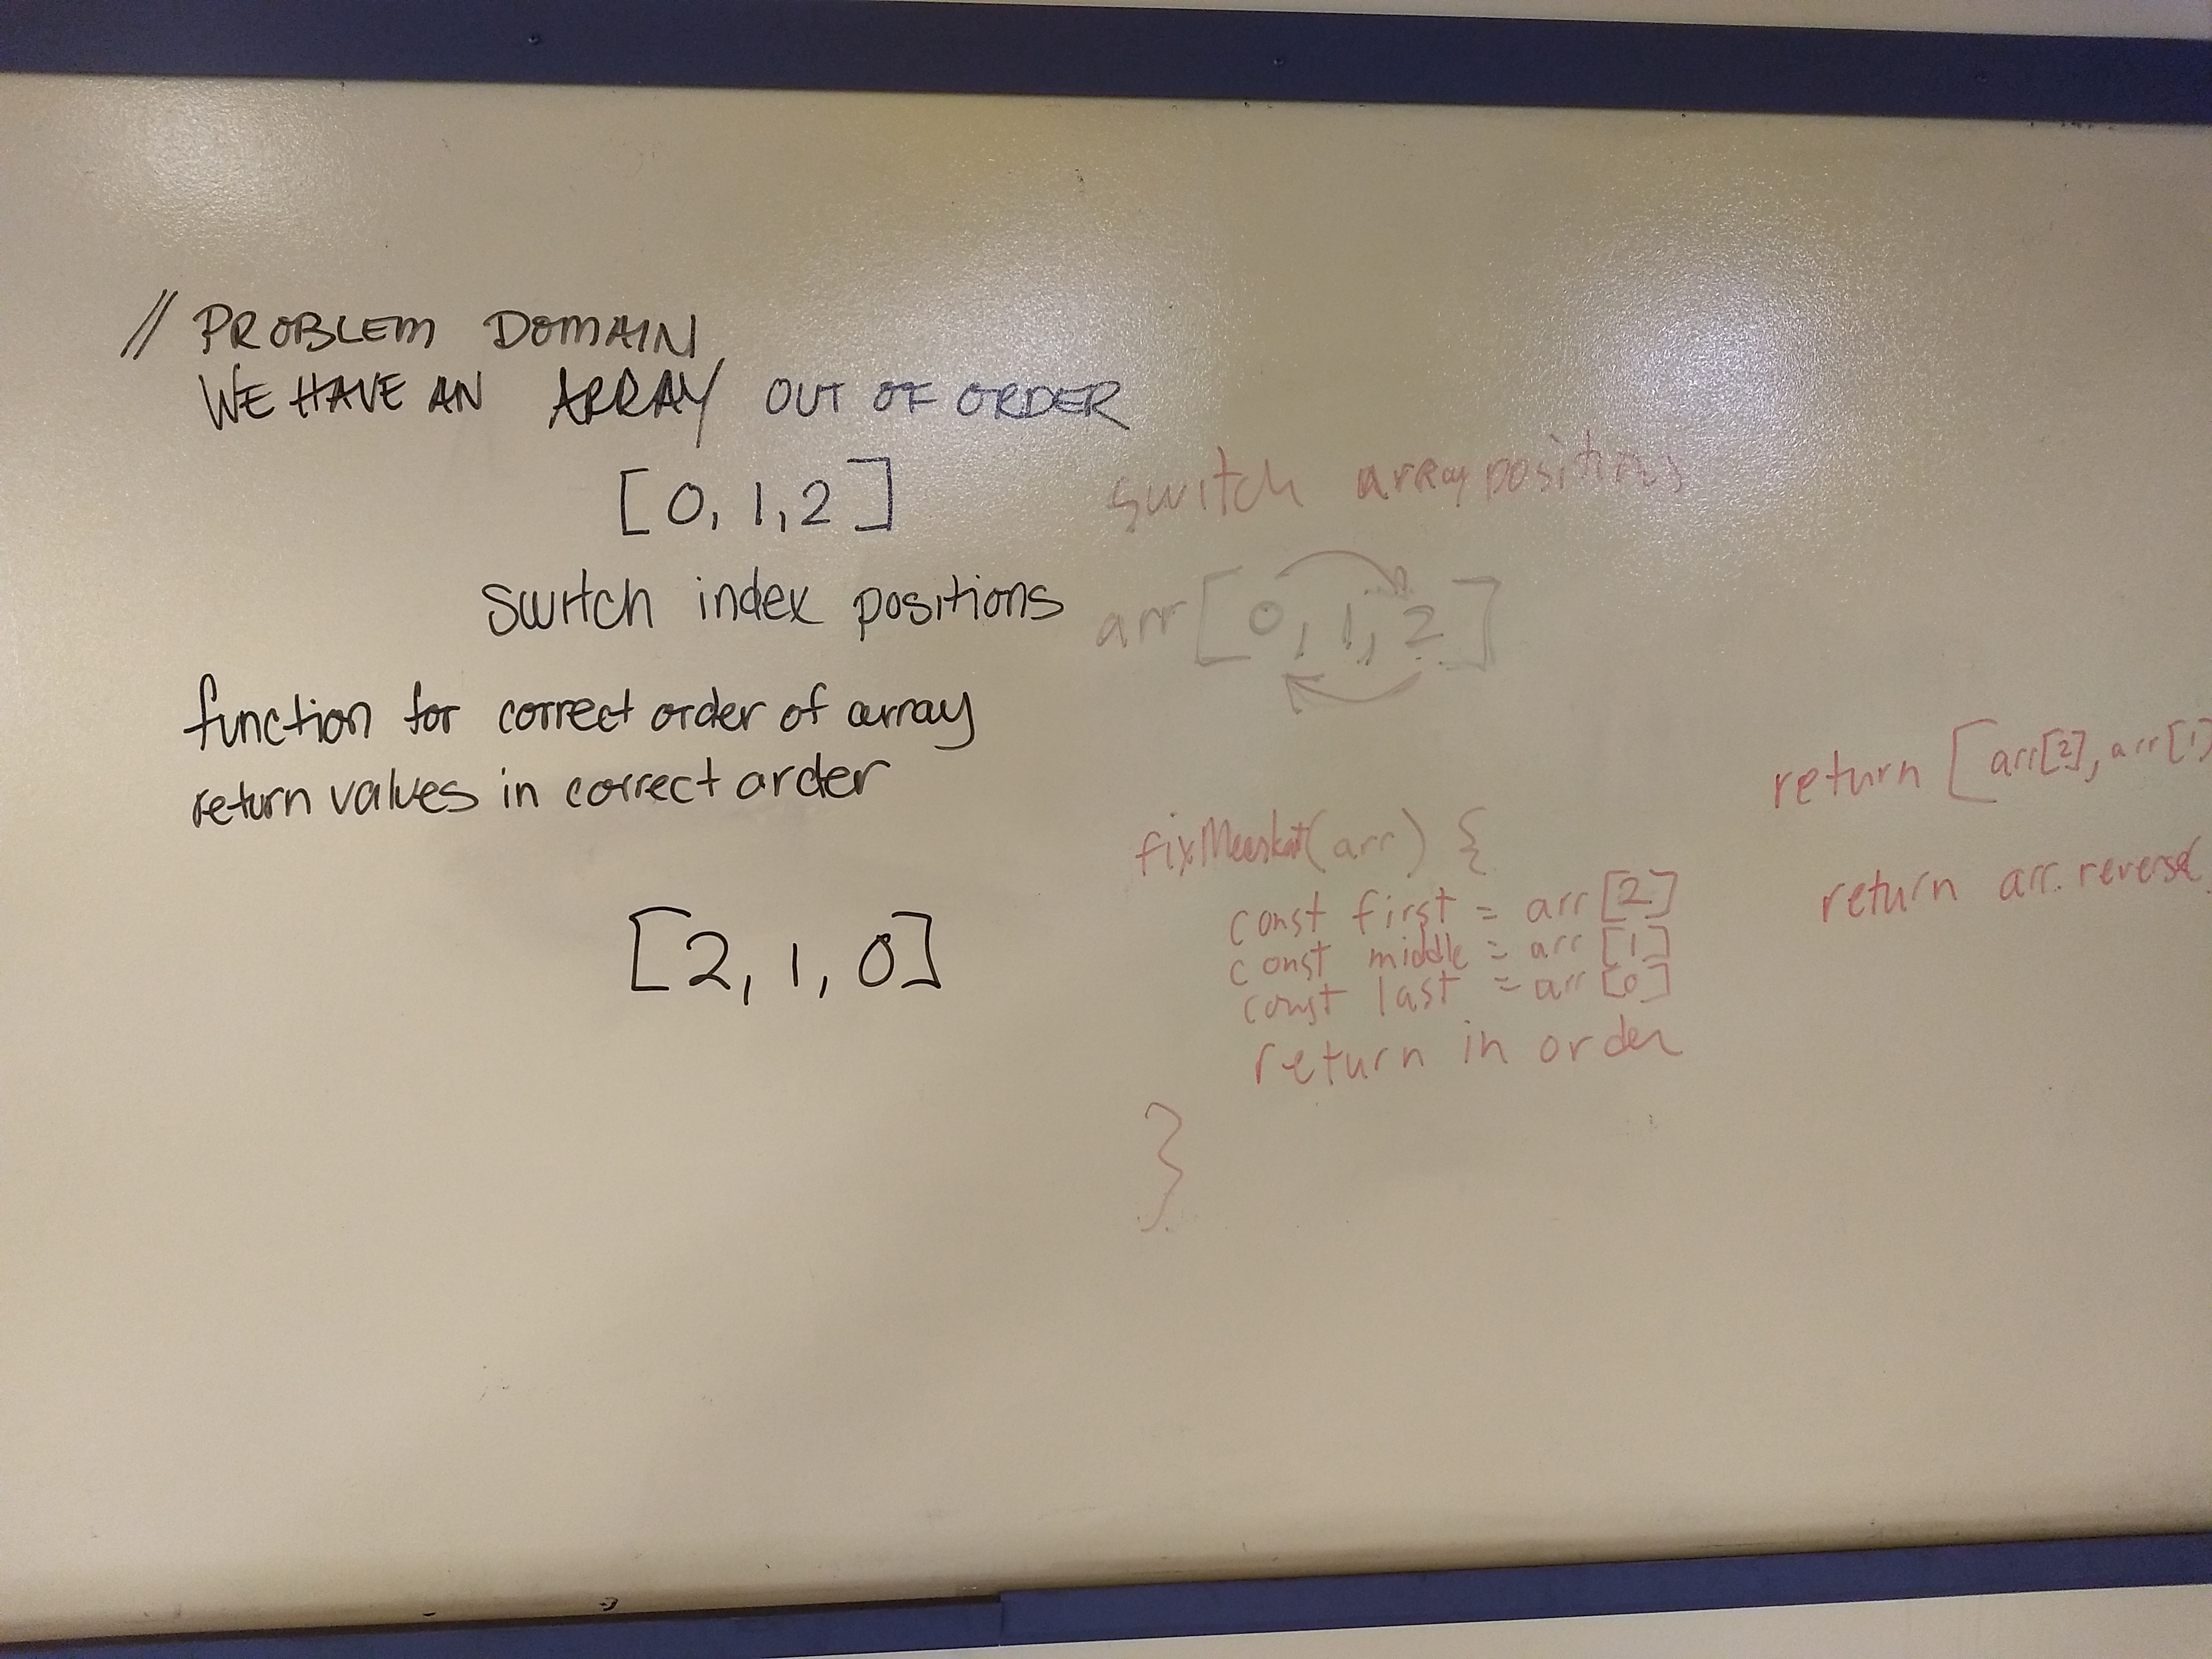 // PROBLEM DOMAIN
WE HAVE AN ARRAY OUT OF ORDER
[0, 1, 2]
switch index positions
function for correct order of array
return values in correct order
[2, 1, 0]
switch array positions
arr[0, 1, 2]
fixMeerkat(arr) {
const first = arr[2]
const middle = arr [1]
const last = arr [0]
return in order
}
return [arr[2], arr[1]
return arr.reverse(